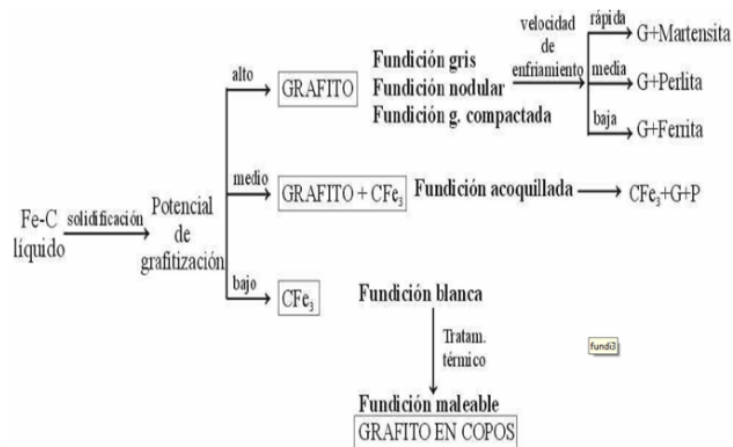 alto
GRAFITO
Fundición gris
Fundición nodular
Fundición g. compactada
velocidad
de
enfriamiento
rápida
G+Martensita
media
G+Perlita
baja
G+Ferrita
Fe-C
líquido
solidificación
Potencial
de
grafitización
medio
GRAFITO + CFe₃
Fundición acoquillada
CFe₃+G+P
bajo
CFe₃
Fundición blanca
Tratam.
térmico
fundi3
Fundición maleable
GRAFITO EN COPOS